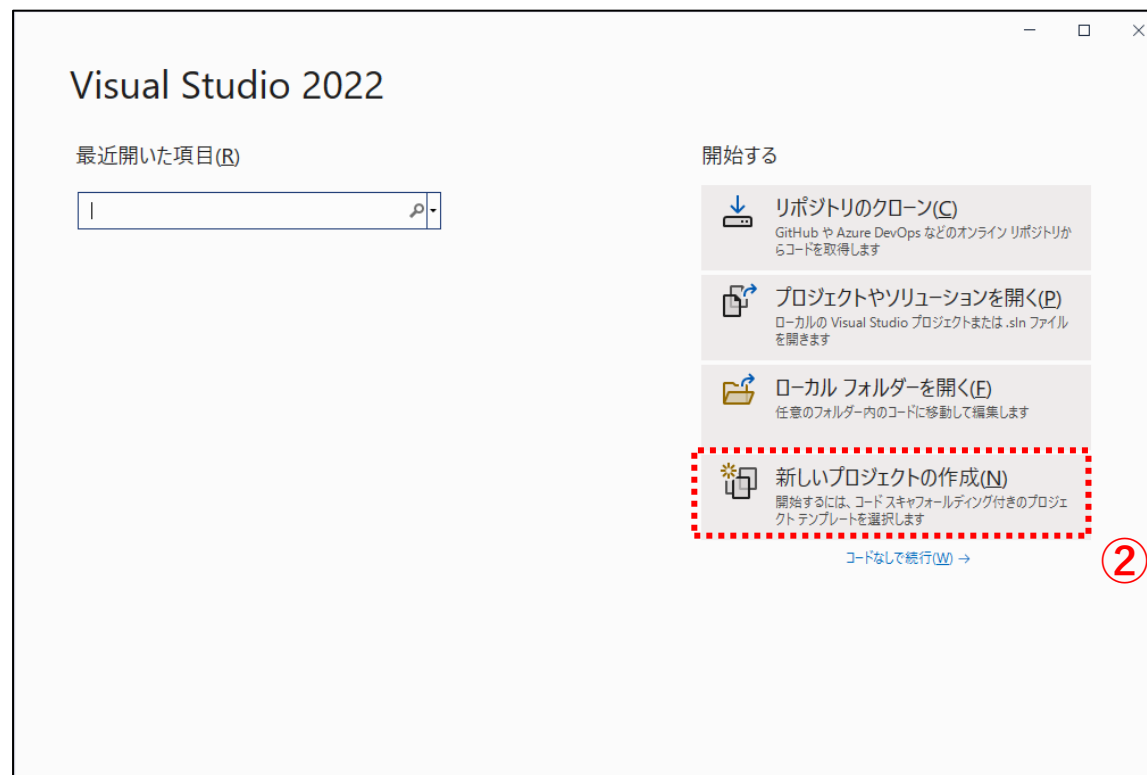 Visual Studio 2022
最近開いた項目(R)
開始する
リポジトリのクローン(C)
GitHub や Azure DevOps などのオンライン リポジトリか
らコードを取得します
プロジェクトやソリューションを開く(P)
ローカルの Visual Studio プロジェクトまたは .sln ファイル
を開きます
ローカル フォルダーを開く(F)
任意のフォルダー内のコードに移動して編集します
新しいプロジェクトの作成(N)
開始するには、コード スキャフォールディング付きのプロジェ
クト テンプレートを選択します
コードなしで続行(W) →
②